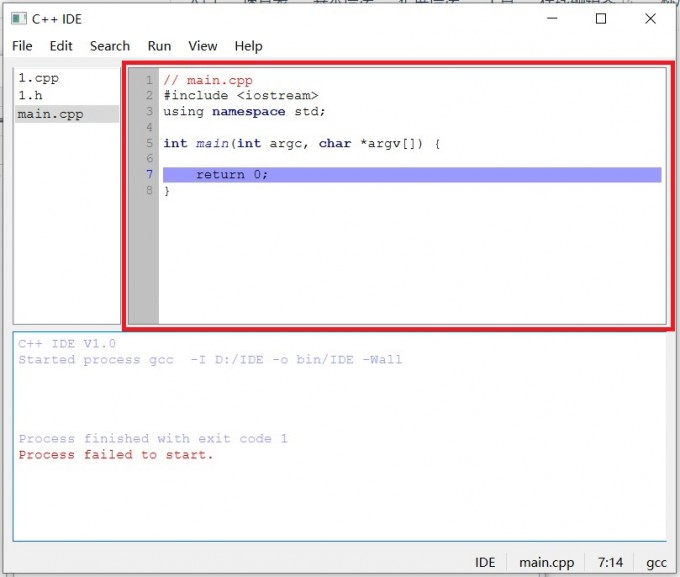 C++ IDE
File Edit Search Run View Help
1.cpp
1.h
main.cpp
1 // main.cpp
2 #include <iostream>
3 using namespace std;
4
5 int main(int argc, char *argv[]) {
6
7 return 0;
8 }
C++ IDE V1.0
Started process gcc  -I D:/IDE -o bin/IDE -Wall
Process finished with exit code 1
Process failed to start.
IDE main.cpp 7:14 gcc